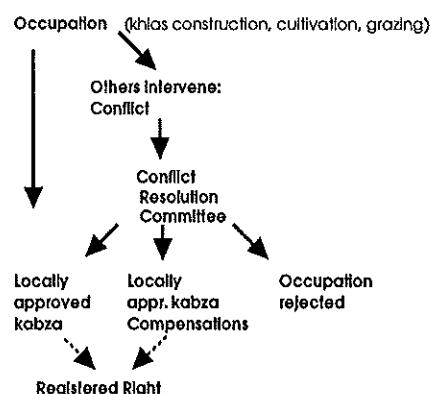 Occupation (khlas construction, cultivation, grazing)
Others intervene:
Conflict
Conflict
Resolution
Committee
Locally
approved
kabza
Locally
appr. kabza
Compensations
Occupation
rejected
Registered Right